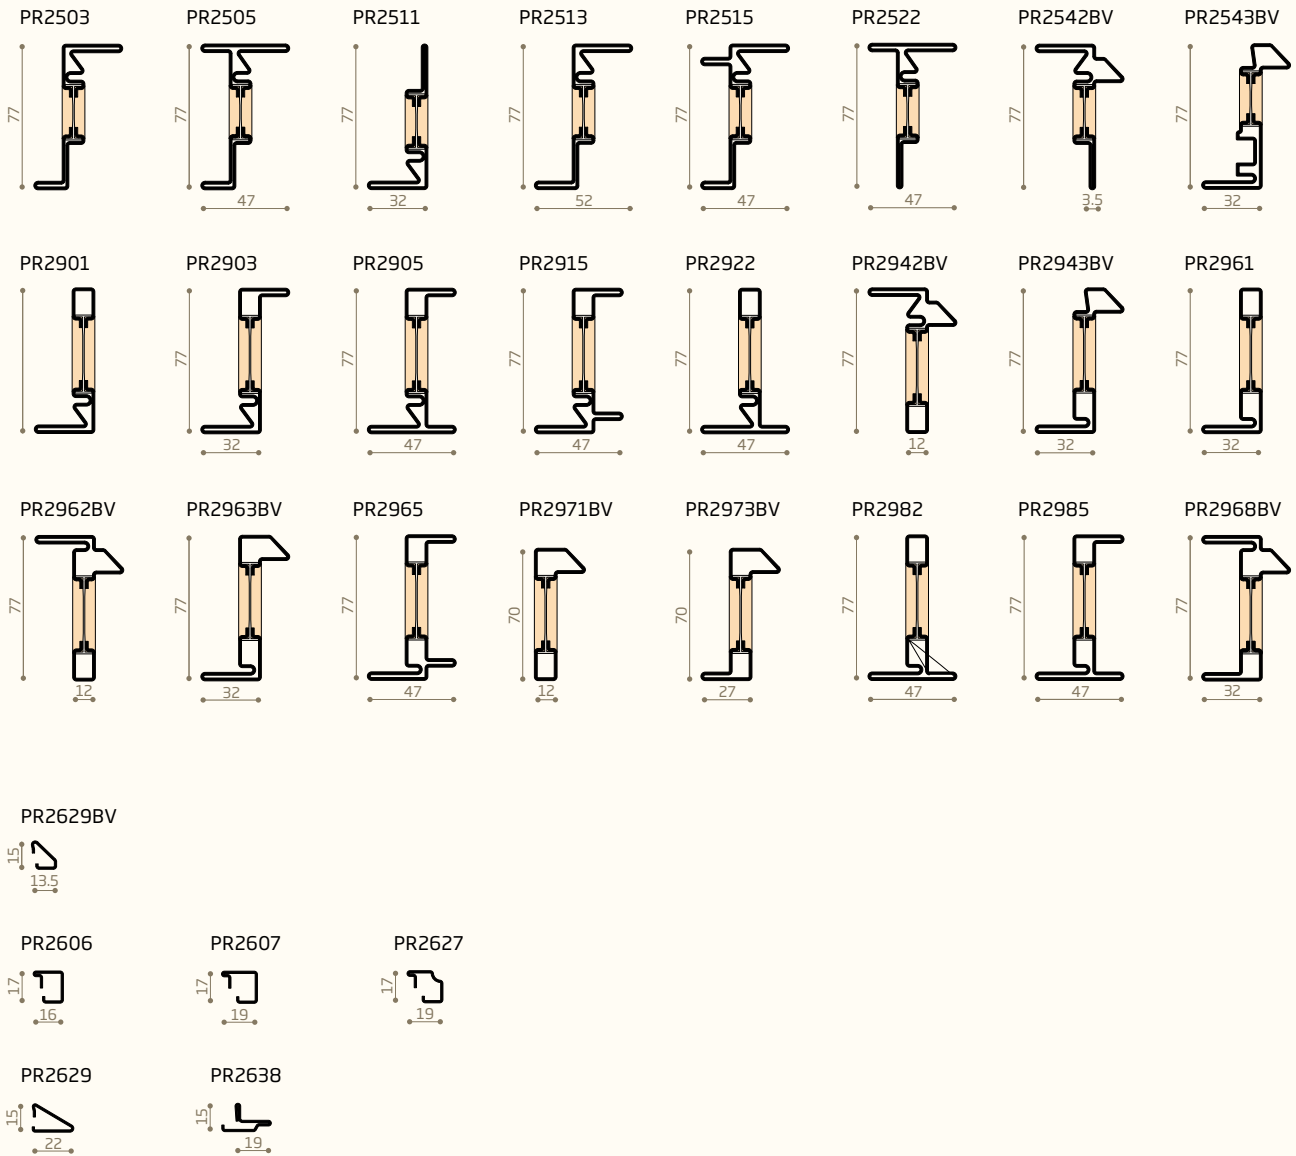 PR2503 PR2505 PR2511 PR2513 PR2515 PR2522 PR2542BV PR2543BV
77 77 77 77 77 77 77 77
47 32 52 47 47 3.5 32
PR2901 PR2903 PR2905 PR2915 PR2922 PR2942BV PR2943BV PR2961
77 77 77 77 77 77 77 77
32 47 47 47 12 32 32
PR2962BV PR2963BV PR2965 PR2971BV PR2973BV PR2982 PR2985 PR2968BV
77 77 77 70 70 77 77 77
12 32 47 12 27 47 47 32
PR2629BV
15
13.5
PR2606 PR2607 PR2627
17 17 17
16 19 19
PR2629 PR2638
15 15
22 19